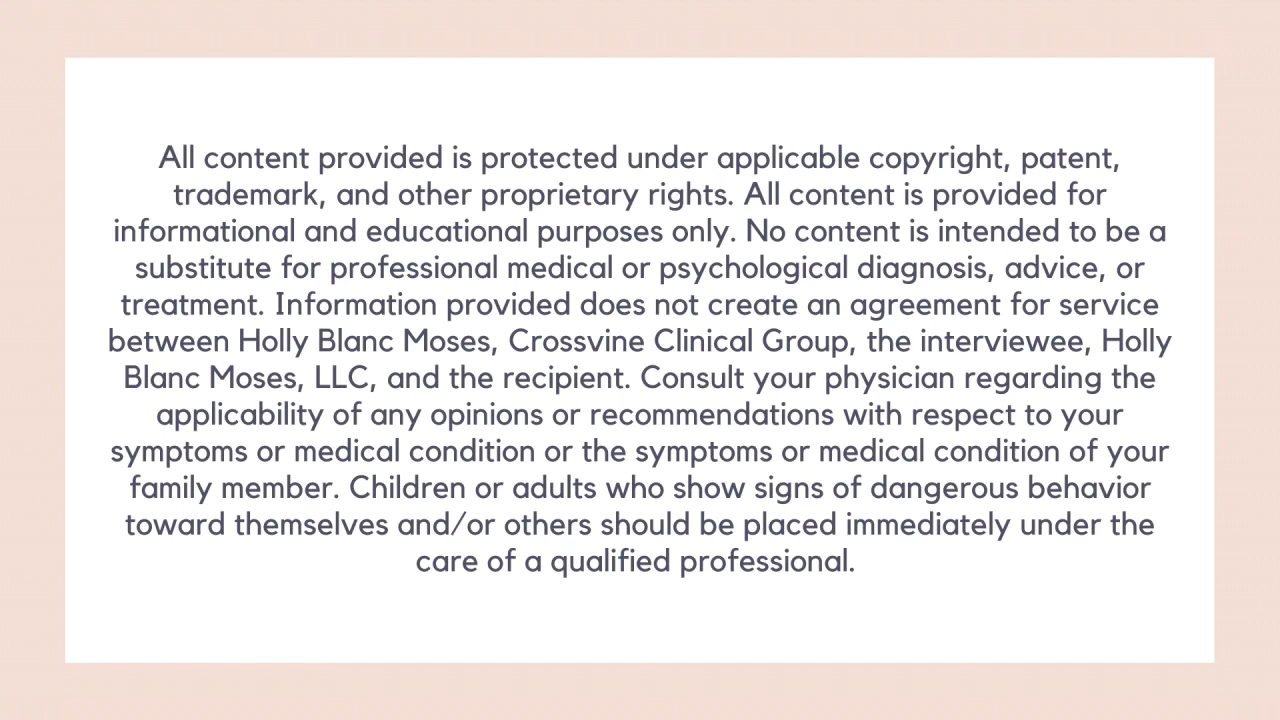 All content provided is protected under applicable copyright, patent,
trademark, and other proprietary rights. All content is provided for
informational and educational purposes only. No content is intended to be a
substitute for professional medical or psychological diagnosis, advice, or
treatment. Information provided does not create an agreement for service
between Holly Blanc Moses, Crossvine Clinical Group, the interviewee, Holly
Blanc Moses, LLC, and the recipient. Consult your physician regarding the
applicability of any opinions or recommendations with respect to your
symptoms or medical condition or the symptoms or medical condition of your
family member. Children or adults who show signs of dangerous behavior
toward themselves and/or others should be placed immediately under the
care of a qualified professional.